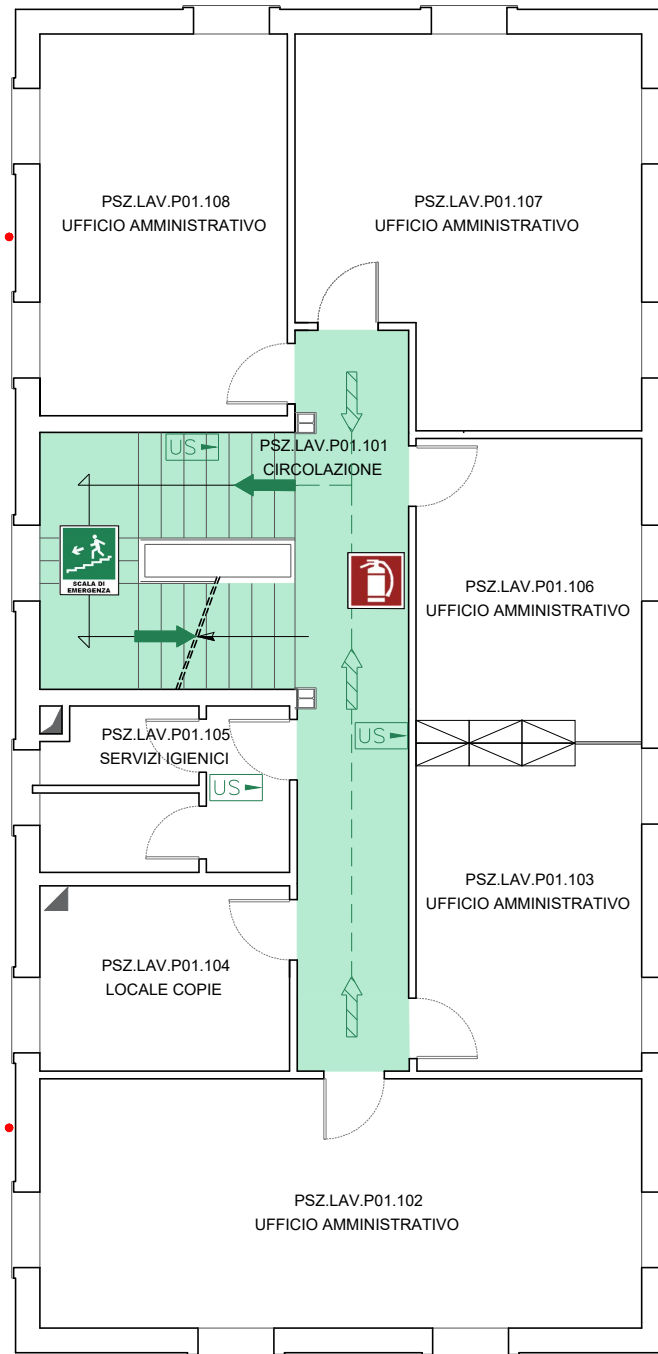 PSZ.LAV.P01.108
UFFICIO AMMINISTRATIVO
PSZ.LAV.P01.107
UFFICIO AMMINISTRATIVO
US
PSZ.LAV.P01.101
CIRCOLAZIONE
SCALA DI
EMERGENZA
PSZ.LAV.P01.106
UFFICIO AMMINISTRATIVO
PSZ.LAV.P01.105
SERVIZI IGIENICI
US
US
PSZ.LAV.P01.103
UFFICIO AMMINISTRATIVO
PSZ.LAV.P01.104
LOCALE COPIE
PSZ.LAV.P01.102
UFFICIO AMMINISTRATIVO